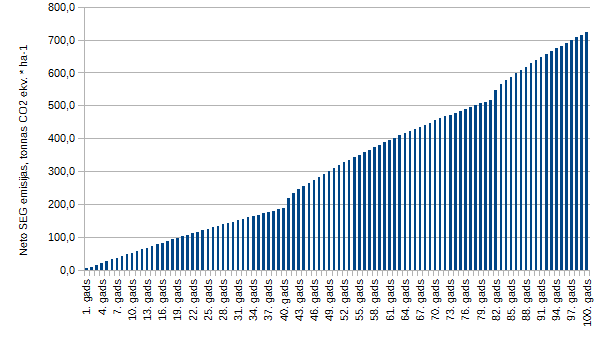 Neto SEG emisijas, tonnas CO2 ekv. * ha-1
800,0
700,0
600,0
500,0
400,0
300,0
200,0
100,0
0,0
1. gads
4. gads
7. gads
10. gads
13. gads
16. gads
19. gads
22. gads
25. gads
28. gads
31. gads
34. gads
37. gads
40. gads
43. gads
46. gads
49. gads
52. gads
55. gads
58. gads
61. gads
64. gads
67. gads
70. gads
73. gads
76. gads
79. gads
82. gads
85. gads
88. gads
91. gads
94. gads
97. gads
100. gads